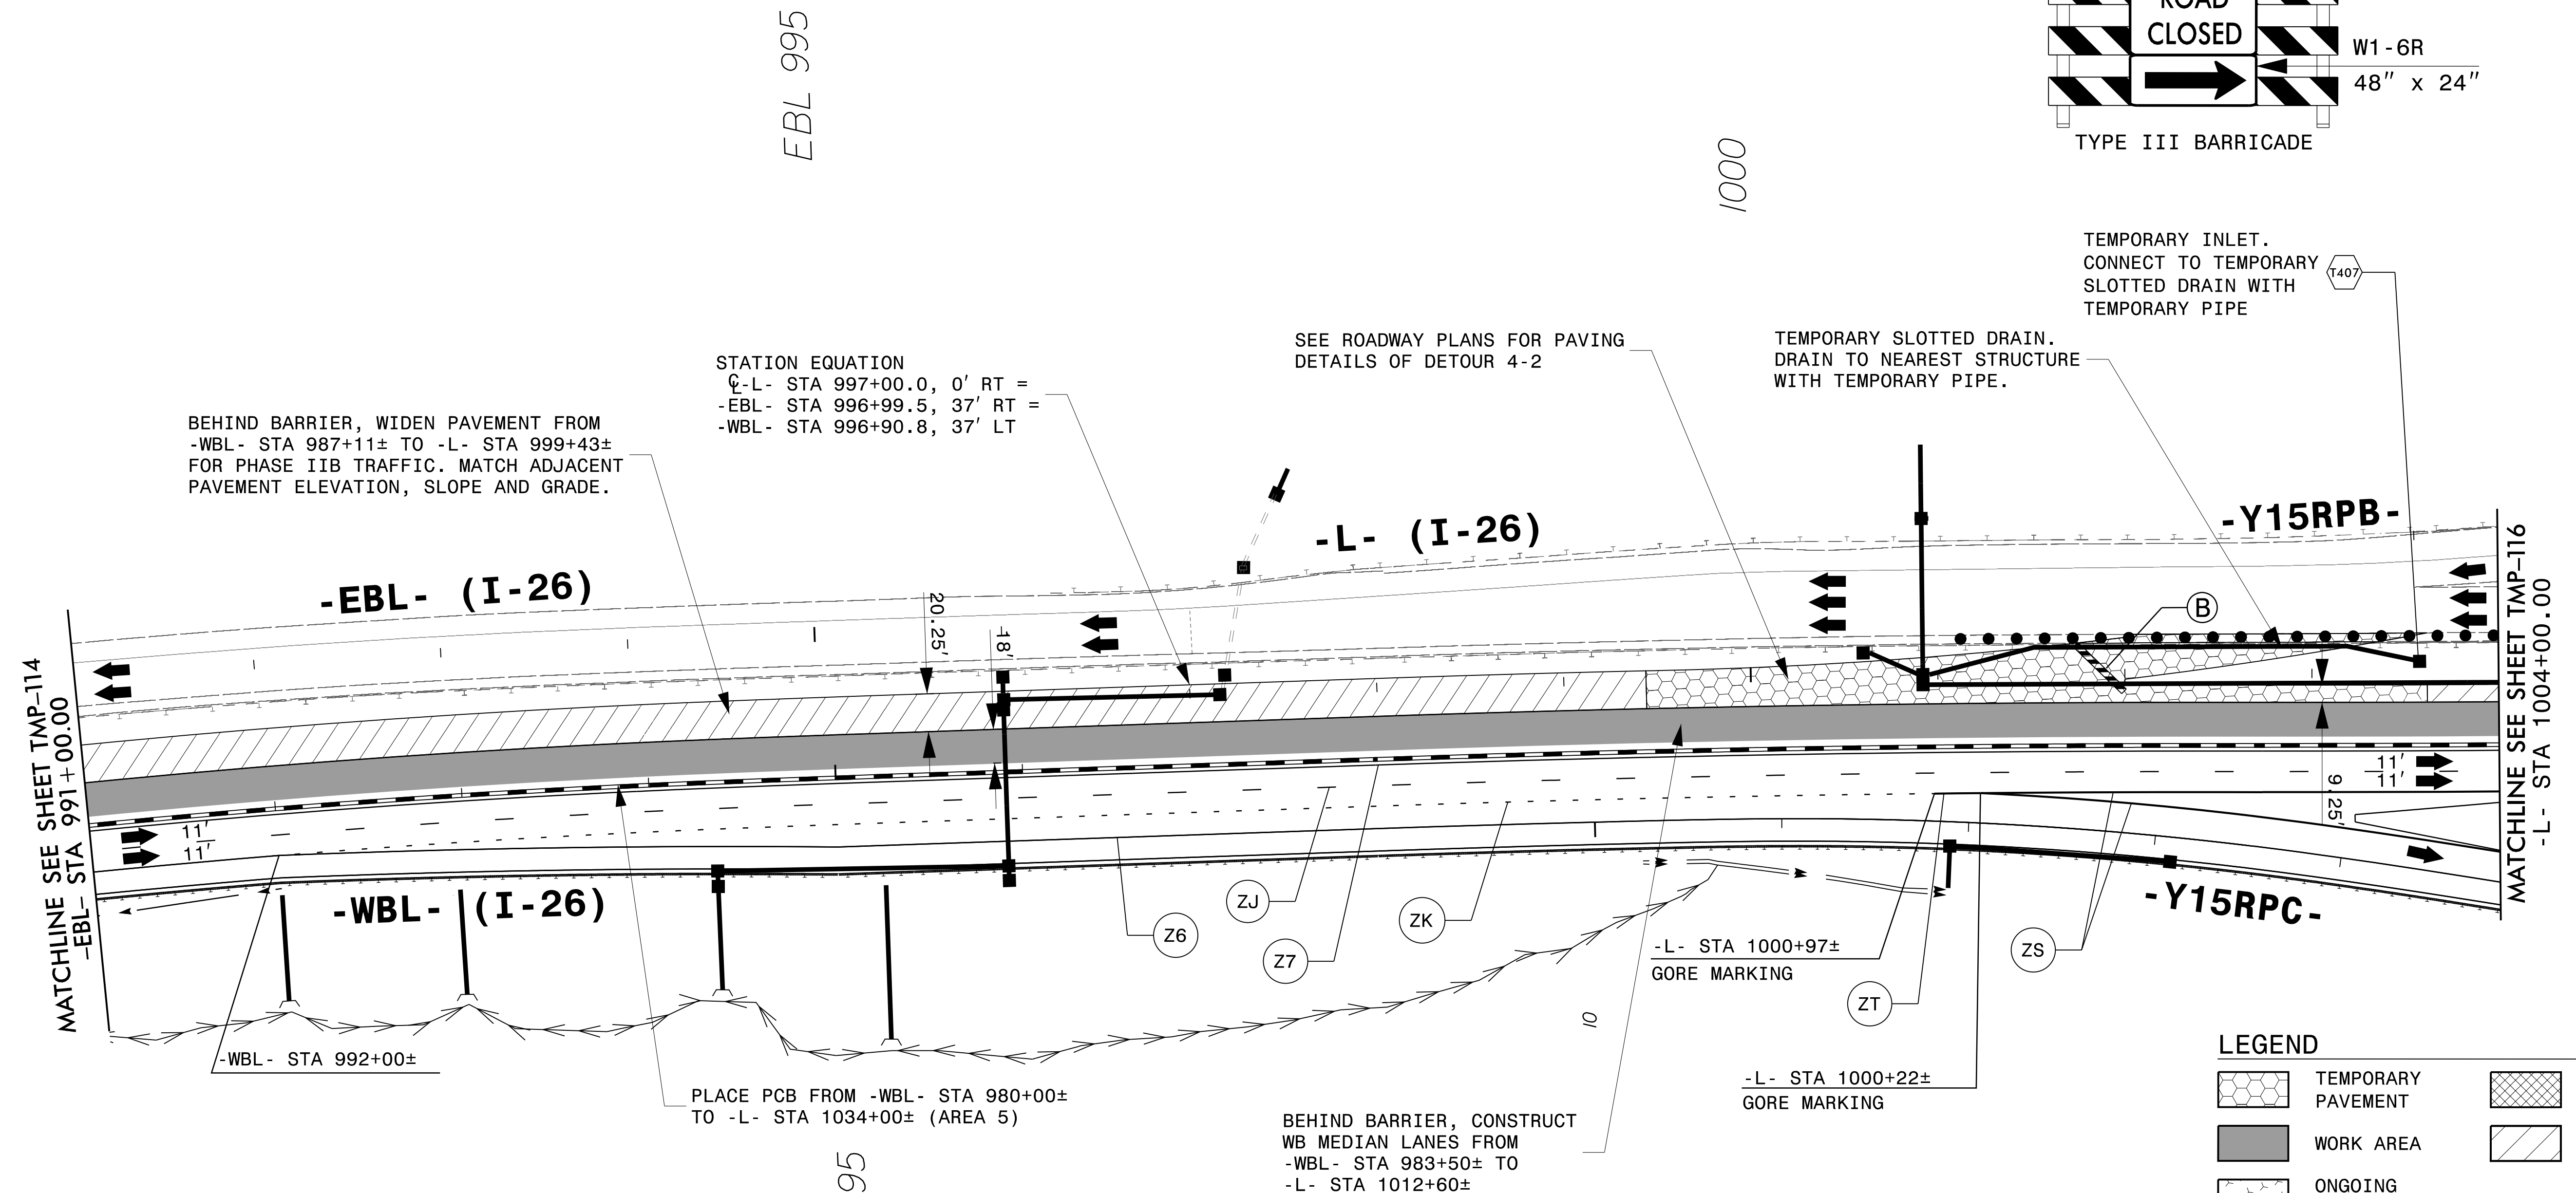 EBL 995
1000
ROAD
CLOSED
W1-6R
48" x 24"
TYPE III BARRICADE
TEMPORARY INLET.
CONNECT TO TEMPORARY
SLOTTED DRAIN WITH
TEMPORARY PIPE
T407
TEMPORARY SLOTTED DRAIN.
DRAIN TO NEAREST STRUCTURE
WITH TEMPORARY PIPE.
SEE ROADWAY PLANS FOR PAVING
DETAILS OF DETOUR 4-2
STATION EQUATION
℄-L- STA 997+00.0, 0' RT =
-EBL- STA 996+99.5, 37' RT =
-WBL- STA 996+90.8, 37' LT
BEHIND BARRIER, WIDEN PAVEMENT FROM
-WBL- STA 987+11± TO -L- STA 999+43±
FOR PHASE IIB TRAFFIC. MATCH ADJACENT
PAVEMENT ELEVATION, SLOPE AND GRADE.
-EBL- (I-26)
-L- (I-26)
-Y15RPB-
20.25'
18'
B
MATCHLINE SEE SHEET TMP-114
-EBL- STA 991+00.00
MATCHLINE SEE SHEET TMP-116
-L- STA 1004+00.00
11'
11'
11'
11'
9.25'
-WBL- (I-26)
-Y15RPC-
Z6
ZJ
Z7
ZK
-L- STA 1000+97±
GORE MARKING
ZT
ZS
01
-WBL- STA 992+00±
PLACE PCB FROM -WBL- STA 980+00±
TO -L- STA 1034+00± (AREA 5)
-L- STA 1000+22±
GORE MARKING
BEHIND BARRIER, CONSTRUCT
WB MEDIAN LANES FROM
-WBL- STA 983+50± TO
-L- STA 1012+60±
95
LEGEND
TEMPORARY
PAVEMENT
WORK AREA
ONGOING